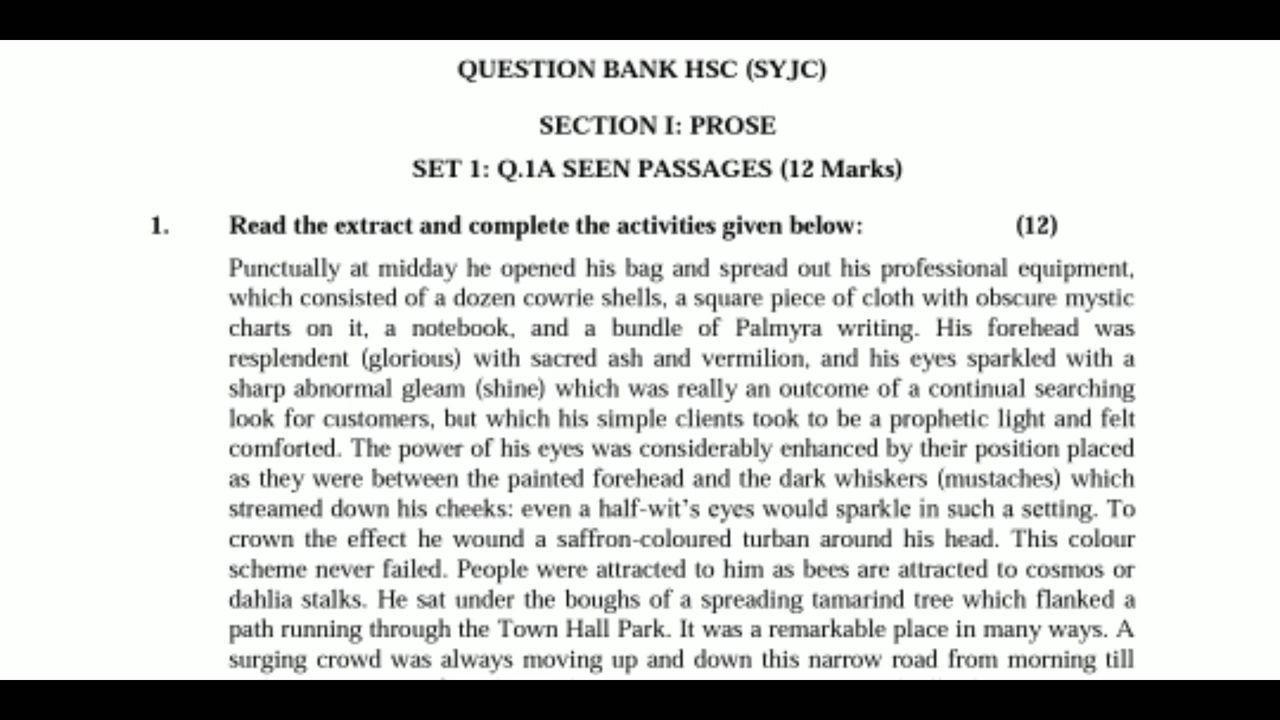 QUESTION BANK HSC (SYJC)
SECTION I: PROSE
SET 1: Q.1A SEEN PASSAGES (12 Marks)
1. Read the extract and complete the activities given below: (12)
Punctually at midday he opened his bag and spread out his professional equipment,
which consisted of a dozen cowrie shells, a square piece of cloth with obscure mystic
charts on it, a notebook, and a bundle of Palmyra writing. His forehead was
resplendent (glorious) with sacred ash and vermilion, and his eyes sparkled with a
sharp abnormal gleam (shine) which was really an outcome of a continual searching
look for customers, but which his simple clients took to be a prophetic light and felt
comforted. The power of his eyes was considerably enhanced by their position placed
as they were between the painted forehead and the dark whiskers (mustaches) which
streamed down his cheeks: even a half-wit's eyes would sparkle in such a setting. To
crown the effect he wound a saffron-coloured turban around his head. This colour
scheme never failed. People were attracted to him as bees are attracted to cosmos or
dahlia stalks. He sat under the boughs of a spreading tamarind tree which flanked a
path running through the Town Hall Park. It was a remarkable place in many ways. A
surging crowd was always moving up and down this narrow road from morning till